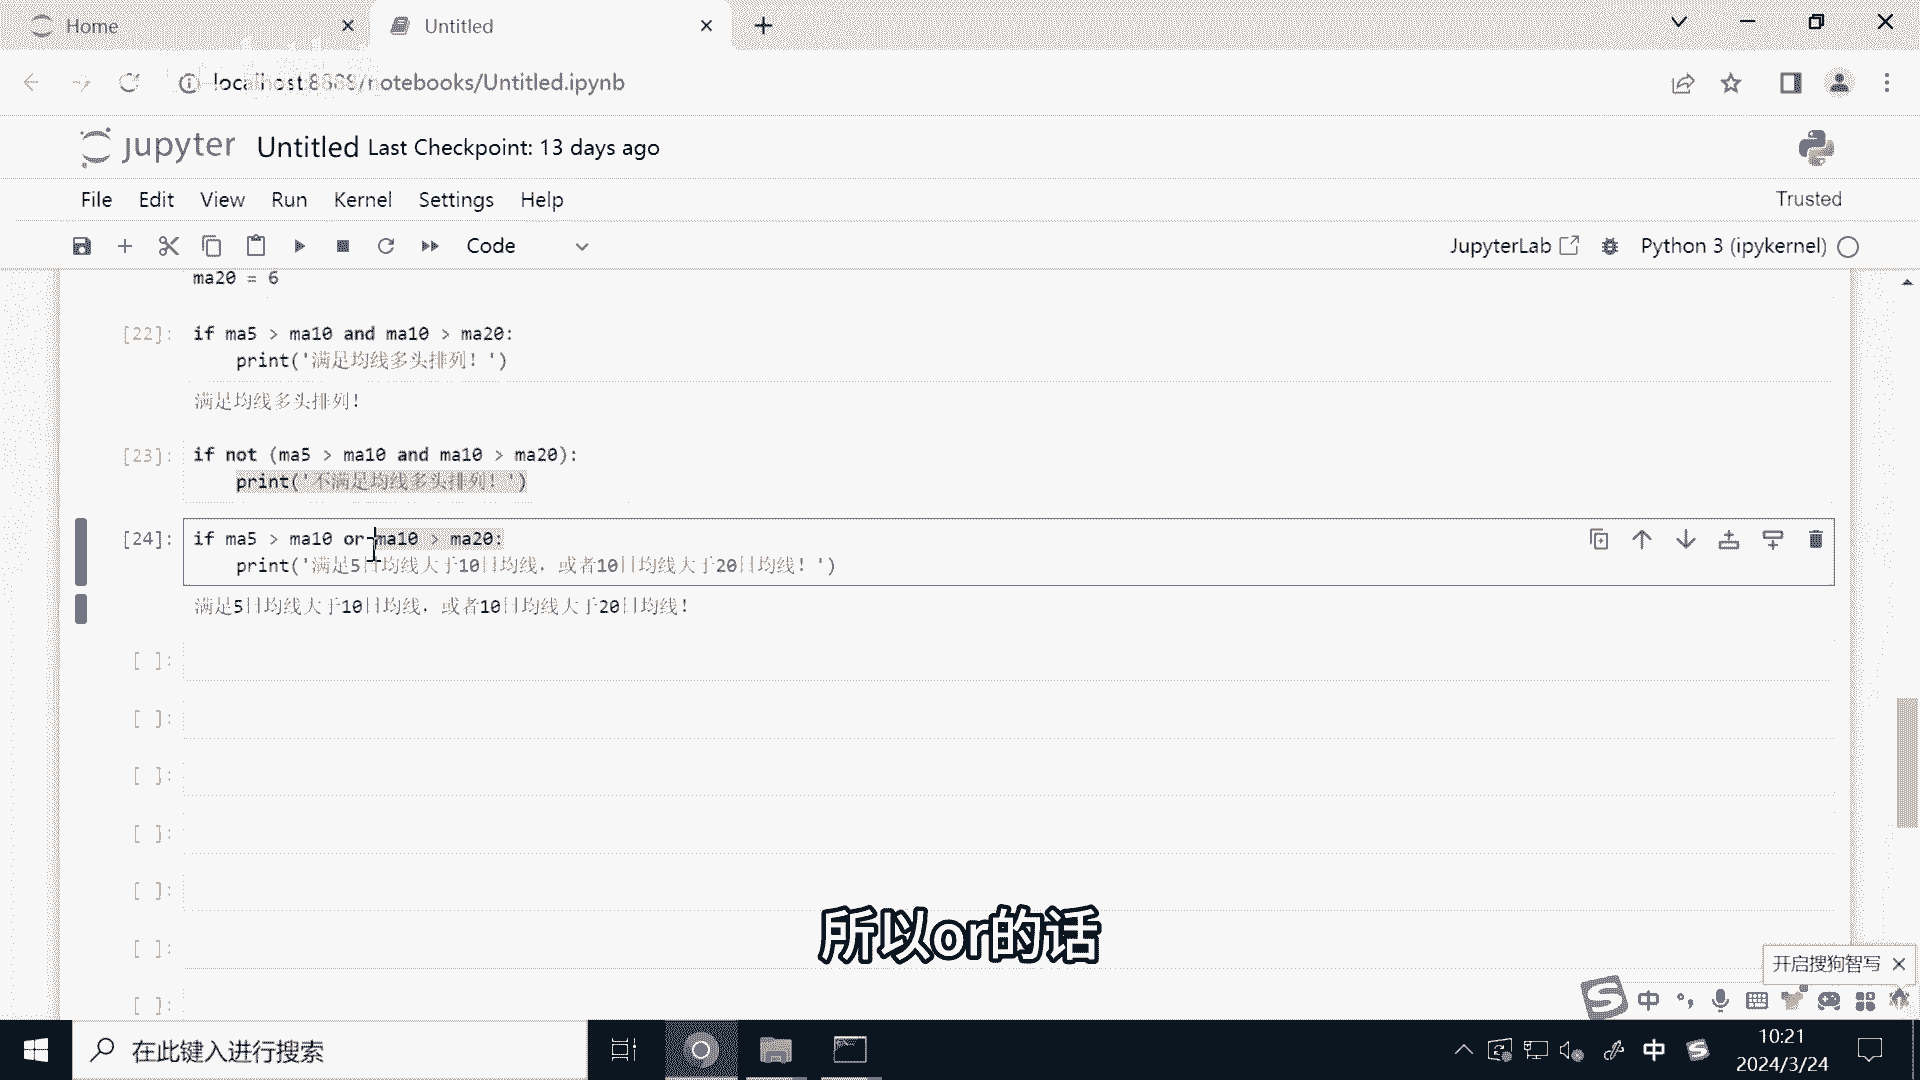 Home
Untitled
localhost:8888/notebooks/Untitled.ipynb
jupyter Untitled Last Checkpoint: 13 days ago
File Edit View Run Kernel Settings Help
Trusted
Code
JupyterLab
Python 3 (ipykernel)
ma20 = 6
[22]: if ma5 > ma10 and ma10 > ma20:
print('满足均线多头排列！')
满足均线多头排列！
[23]: if not (ma5 > ma10 and ma10 > ma20):
print('不满足均线多头排列！')
[24]: if ma5 > ma10 or ma10 > ma20:
print('满足5日均线大于10日均线，或者10日均线大于20日均线！')
满足5日均线大于10日均线，或者10日均线大于20日均线！
[ ]:
[ ]:
[ ]:
[ ]:
[ ]:
[ ]:
[ ]:
所以or的话
开启搜狗智写
中
在此键入进行搜索
中
10:21
2024/3/24